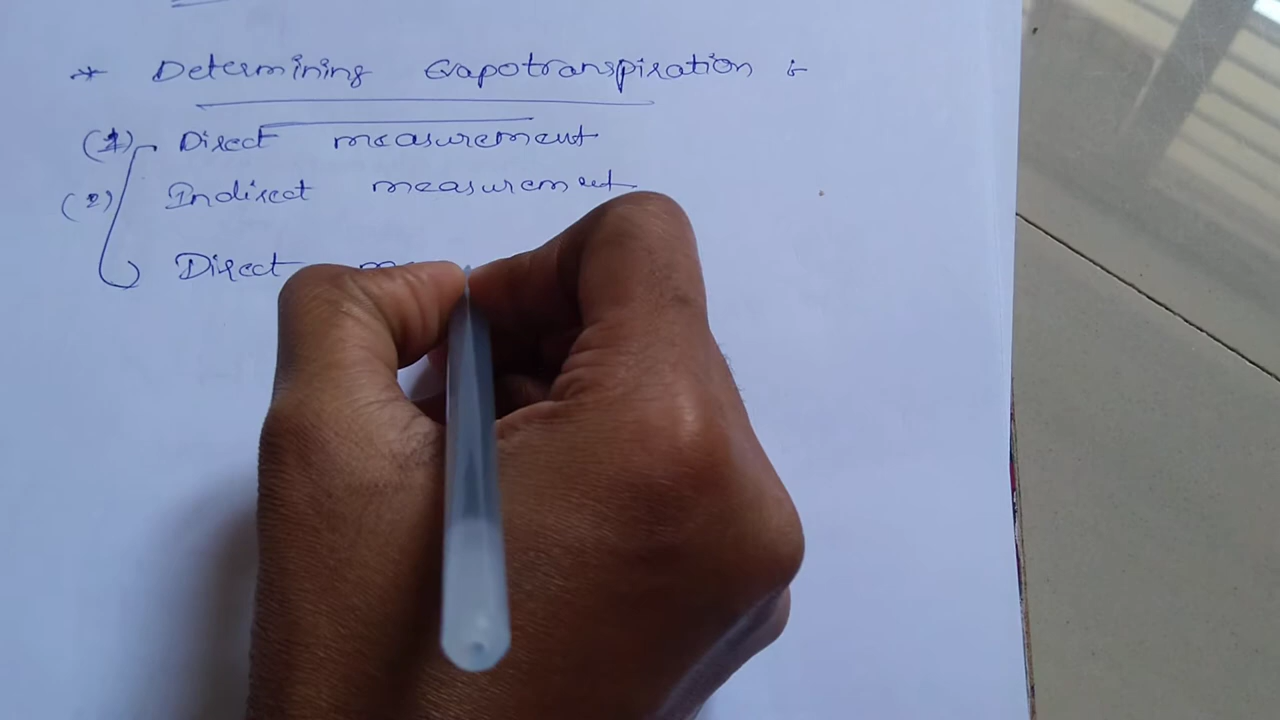 * Determining Evapotranspiration :-
(1) Direct measurement
(2) Indirect measurement
Direct